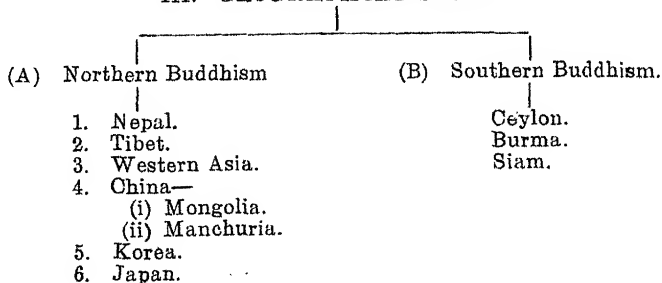 III.
(A) Northern Buddhism
1. Nepal.
2. Tibet.
3. Western Asia.
4. China—
(i) Mongolia.
(ii) Manchuria.
5. Korea.
6. Japan.
(B) Southern Buddhism.
Ceylon.
Burma.
Siam.